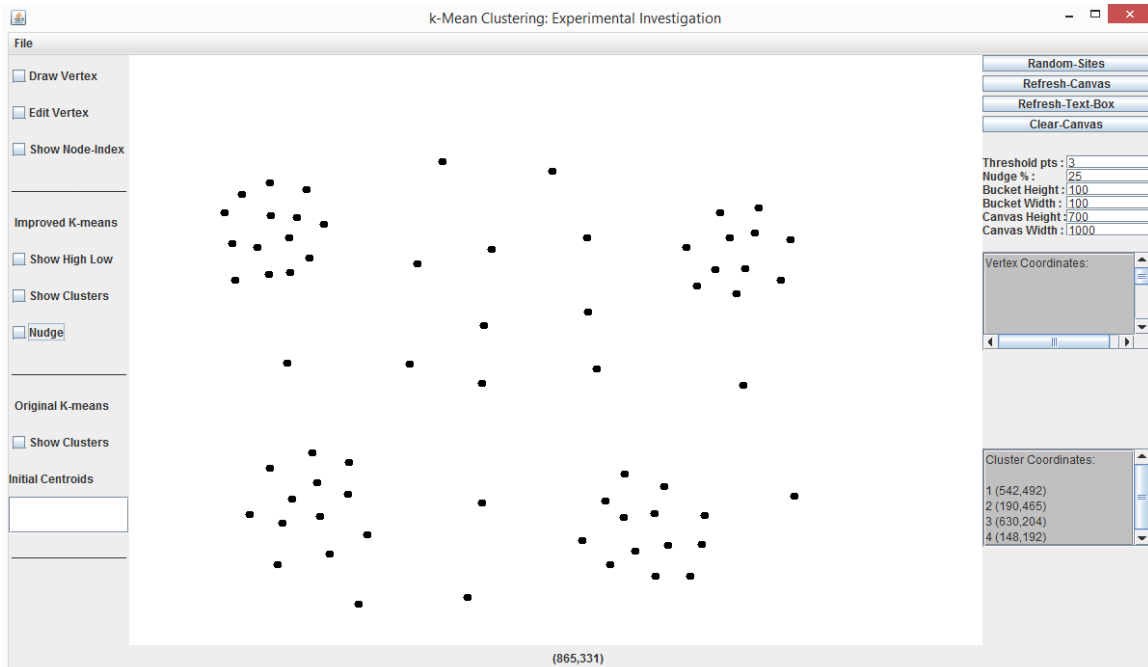 k-Mean Clustering: Experimental Investigation
File
Draw Vertex
Edit Vertex
Show Node-Index
Improved K-means
Show High Low
Show Clusters
Nudge
Original K-means
Show Clusters
Initial Centroids
Random-Sites
Refresh-Canvas
Refresh-Text-Box
Clear-Canvas
Threshold pts : 3
Nudge % : 25
Bucket Height : 100
Bucket Width : 100
Canvas Height : 700
Canvas Width : 1000
Vertex Coordinates:
Cluster Coordinates:
1 (542,492)
2 (190,465)
3 (630,204)
4 (148,192)
(865,331)